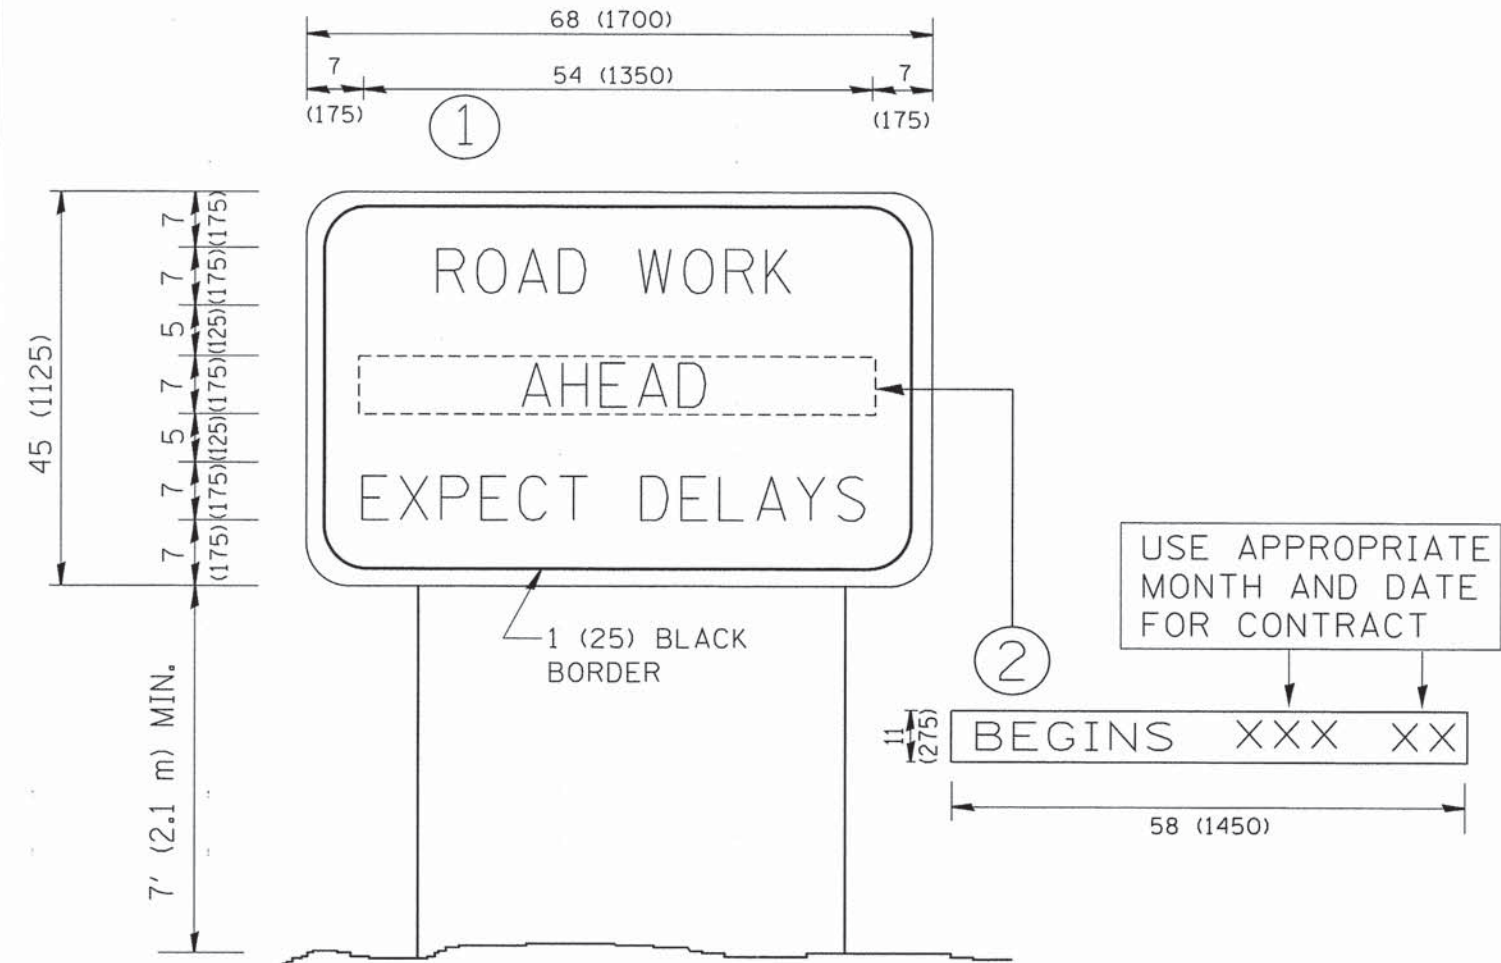 68 (1700)
7
54 (1350)
7
(175)
(175)
1
45 (1125)
7 (175)
7 (175)
5 (125)
7 (175)
5 (125)
7 (175)
7 (175)
ROAD WORK
AHEAD
EXPECT DELAYS
1 (25) BLACK
BORDER
7' (2.1 m) MIN.
USE APPROPRIATE
MONTH AND DATE
FOR CONTRACT
2
11
(275)
BEGINS XXX XX
58 (1450)